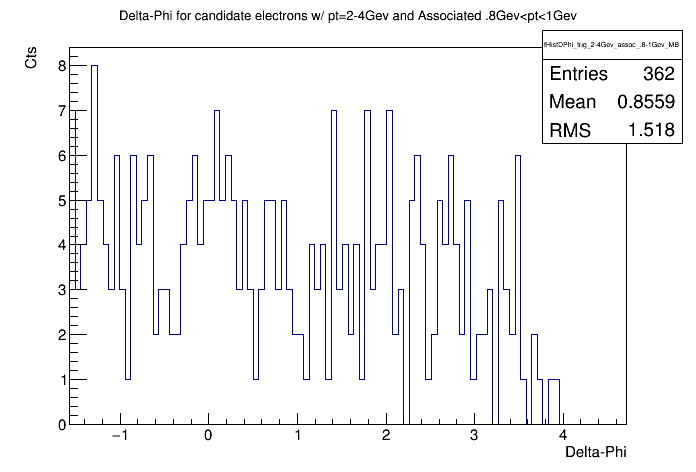 Delta-Phi for candidate electrons w/ pt=2-4Gev and Associated .8Gev<pt<1Gev
Cts
fHistDPhi_trig_2-4Gev_assoc_.8-1Gev_MB
Entries 362
Mean 0.8559
RMS 1.518
8
7
6
5
4
3
2
1
0
−1 0 1 2 3 4
Delta-Phi